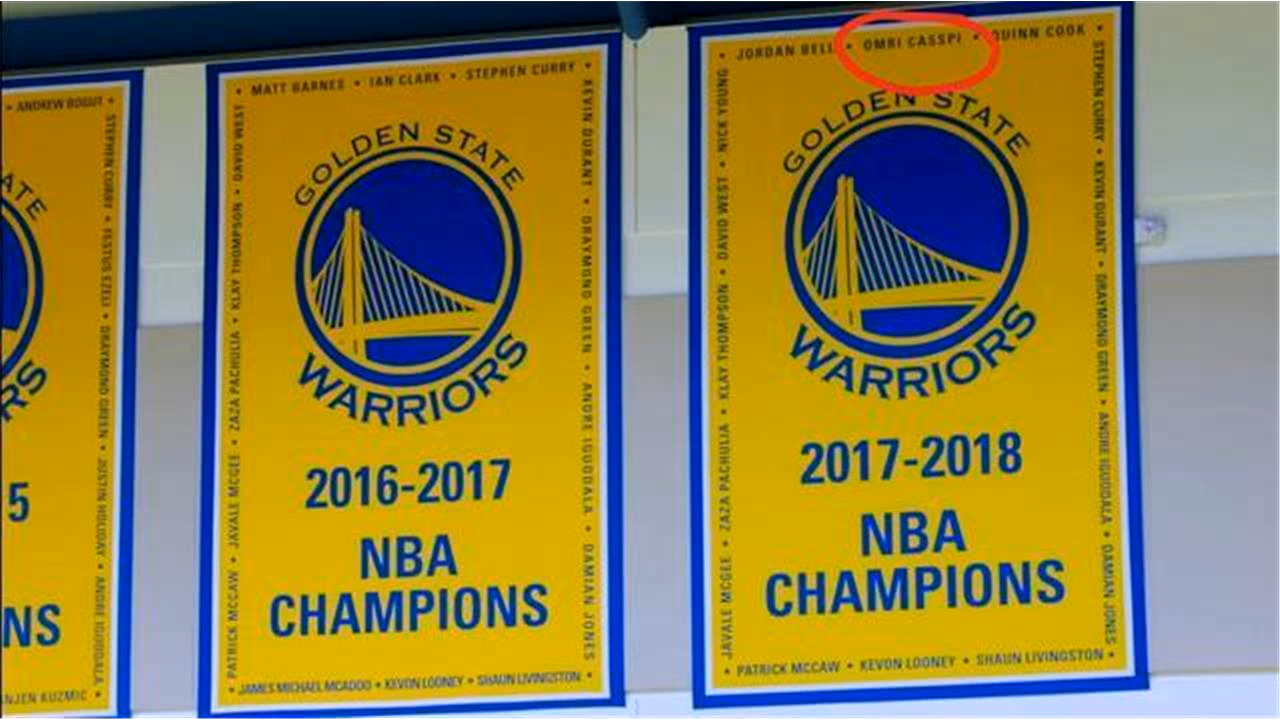 • ANDREW BOGUT •
STEPHEN CURRY • FESTUS EZELI • DRAYMOND GREEN • JUSTIN HOLIDAY • ANDRE IGUODALA
ATE
RS
5
NS
KUZMIC •
• MATT BARNES • IAN CLARK • STEPHEN CURRY •
KEVIN DURANT • DRAYMOND GREEN • ANDRE IGUODALA • DAMIAN JONES
PATRICK MCCAW • JAVALE MCGEE • ZAZA PACHULIA • KLAY THOMPSON • DAVID WEST
GOLDEN STATE
WARRIORS
2016-2017
NBA
CHAMPIONS
• JAMES MICHAEL MCADOO • KEVON LOONEY • SHAUN LIVINGSTON •
• JORDAN BELL • OMRI CASSPI • QUINN COOK •
STEPHEN CURRY • KEVIN DURANT • DRAYMOND GREEN • ANDRE IGUODALA • DAMIAN JONES
JAVALE MCGEE • ZAZA PACHULIA • KLAY THOMPSON • DAVID WEST • NICK YOUNG
GOLDEN STATE
WARRIORS
2017-2018
NBA
CHAMPIONS
• PATRICK MCCAW • KEVON LOONEY • SHAUN LIVINGSTON •